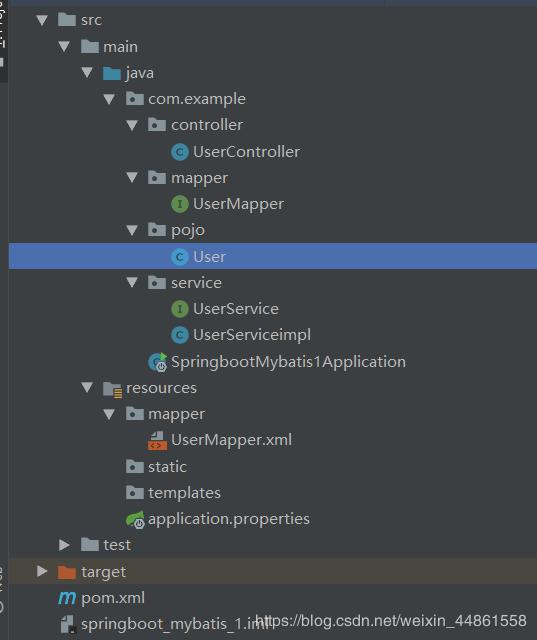 src
main
java
com.example
controller
UserController
mapper
UserMapper
pojo
User
service
UserService
UserServiceimpl
SpringbootMybatis1Application
resources
mapper
UserMapper.xml
static
templates
application.properties
test
target
pom.xml
springboot_mybatis_1.iml
https://blog.csdn.net/weixin_44861558